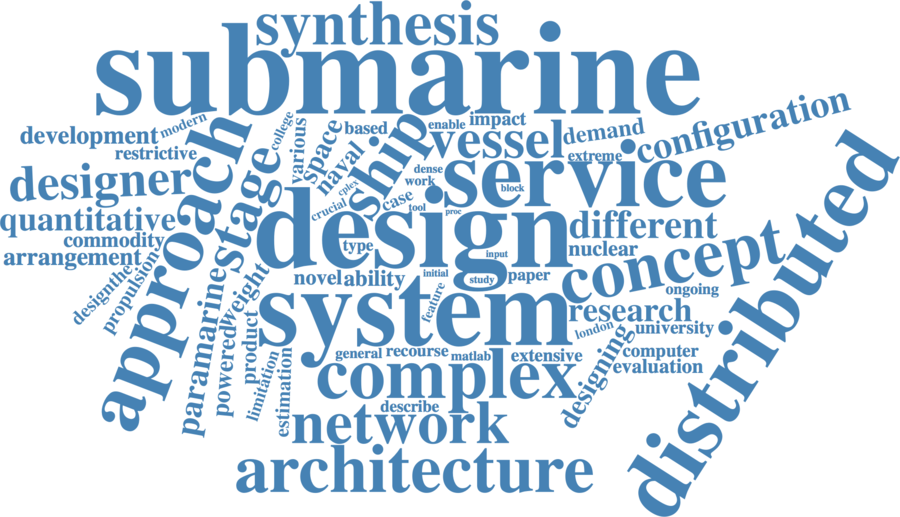 synthesis
submarine
development
modern
restrictive
designer
quantitative
commodity
arrangement
designthe
propulsion
approach
stage
college
various
space
naval
based
ship
enable
impact
vessel
demand
extreme
configuration
dense
work
service
block
cplex
crucial
case
tool
proc
design
type
input
different
nuclear
concept
distributed
novel
ability
initial
study
paper
ongoing
feature
system
research
london
university
paramarine
weight
powered
product
limitation
estimation
general
recourse
matlab
extensive
designing
computer
evaluation
complex
describe
network
architecture